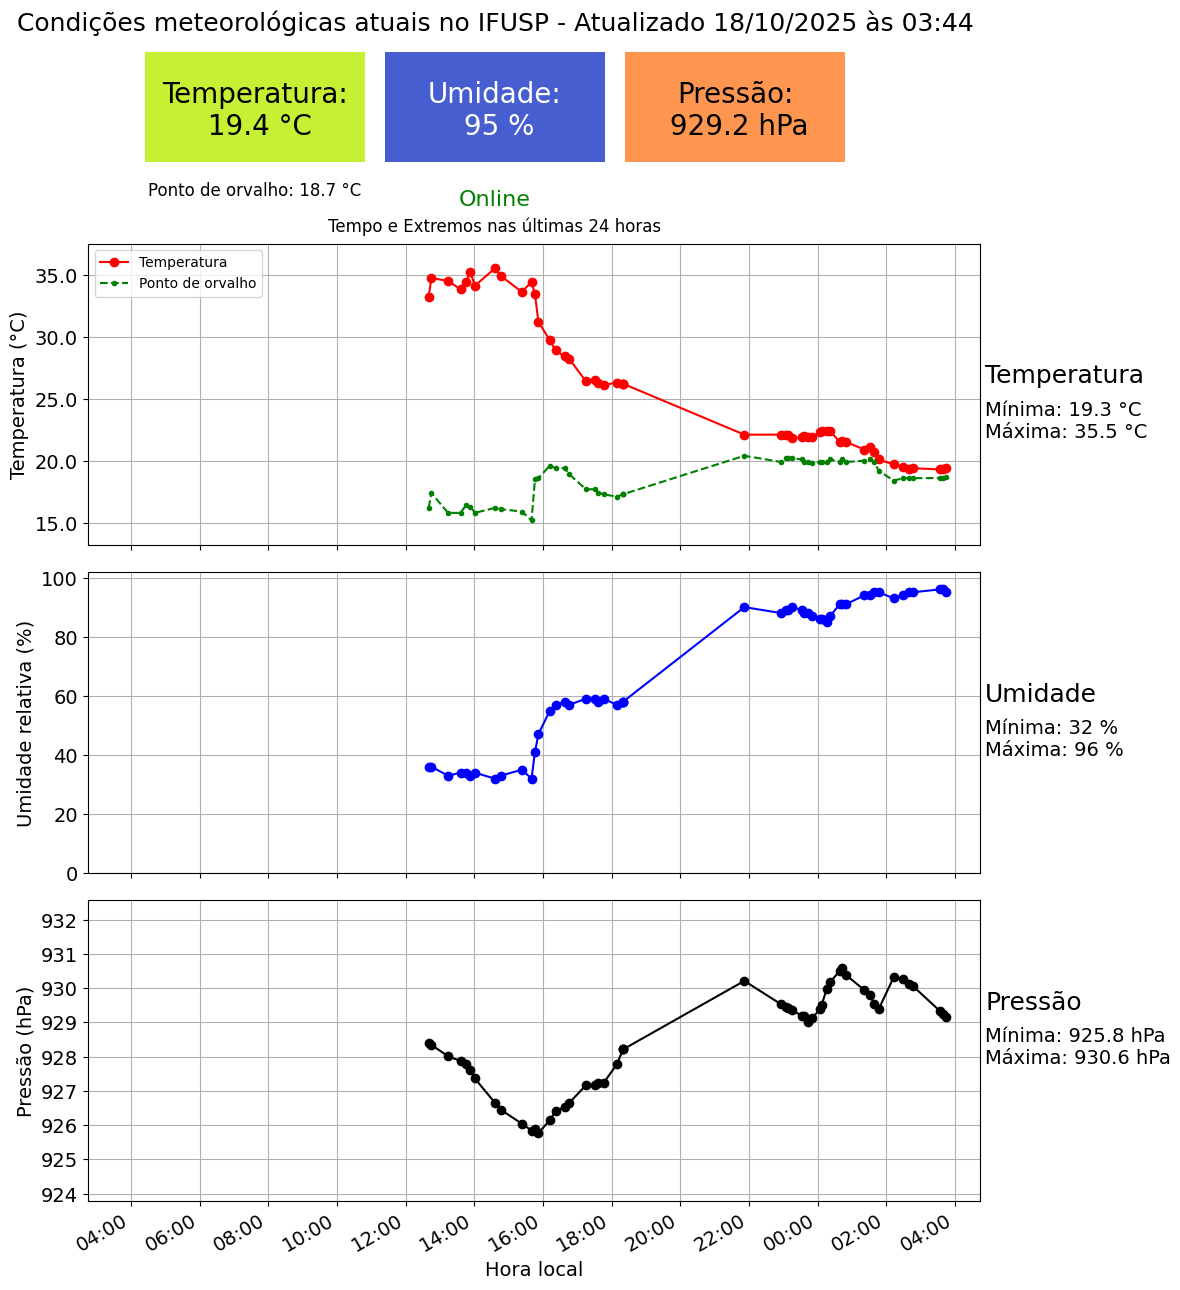 Condições meteorológicas atuais no IFUSP - Atualizado 18/10/2025 às 03:44
Temperatura:
19.4 °C
Umidade:
95 %
Pressão:
929.2 hPa
Ponto de orvalho: 18.7 °C
Online
Tempo e Extremos nas últimas 24 horas
Temperatura
Ponto de orvalho
Temperatura (°C)
35.0
30.0
25.0
20.0
15.0
Temperatura
Mínima: 19.3 °C
Máxima: 35.5 °C
Umidade relativa (%)
100
80
60
40
20
0
Umidade
Mínima: 32 %
Máxima: 96 %
Pressão (hPa)
932
931
930
929
928
927
926
925
924
Pressão
Mínima: 925.8 hPa
Máxima: 930.6 hPa
04:00 06:00 08:00 10:00 12:00 14:00 16:00 18:00 20:00 22:00 00:00 02:00 04:00
Hora local